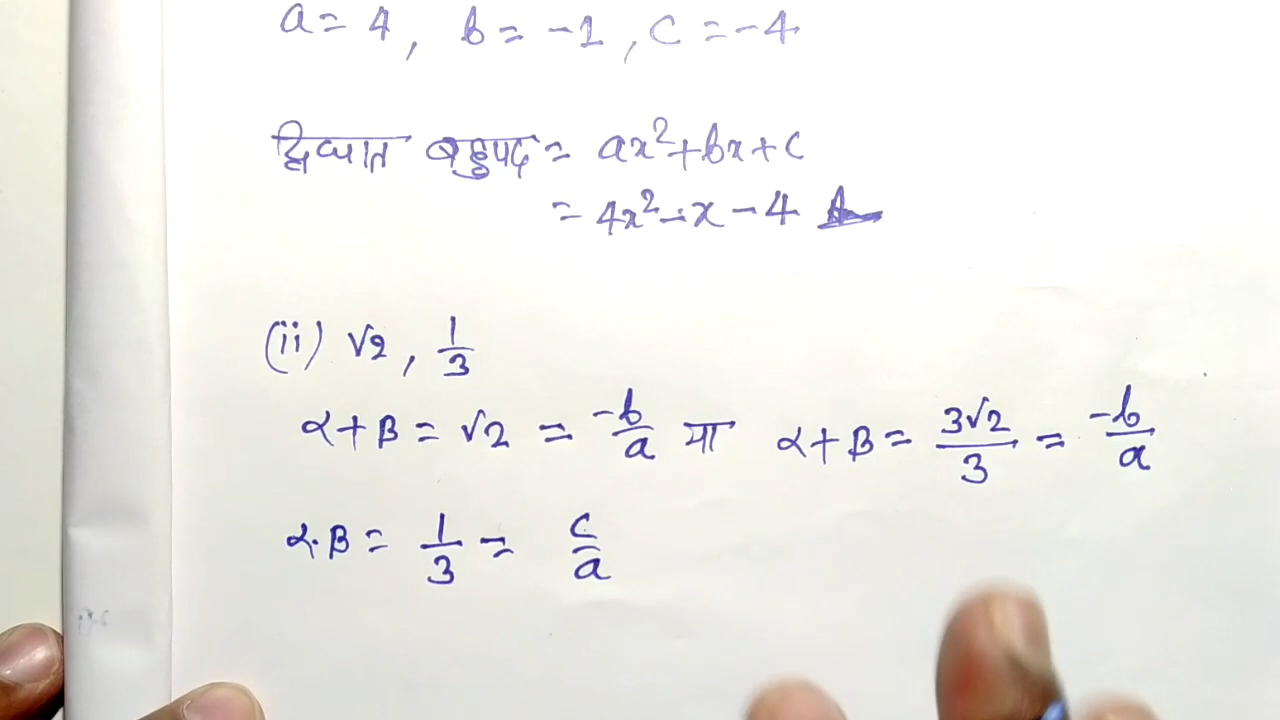 a = 4, b = -1, c = -4
द्विघात बहुपद = ax²+bx+c
= 4x² - x - 4
(ii) √2, 1/3
α+β = √2 = -b/a या α+β = 3√2/3 = -b/a
α.β = 1/3 = c/a